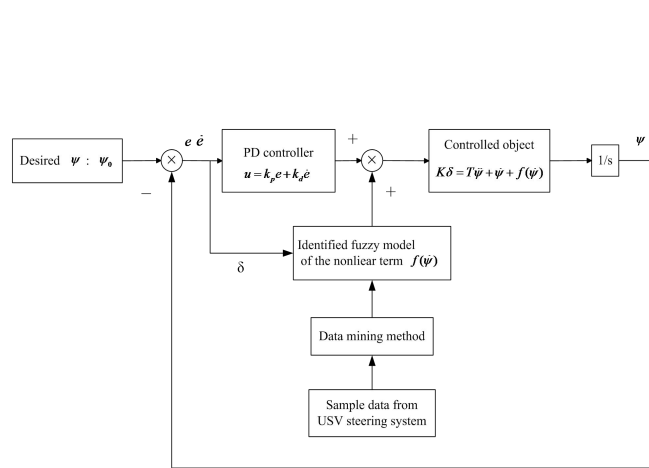 Desired ψ : ψ₀
e ė
PD controller
u = kₚe + k_dė
+
Controlled object
Kδ = Tψ̈ + ψ̇ + f(ψ̇)
1/s
ψ
−
+
Identified fuzzy model
of the nonliear term f(ψ̇)
δ
Data mining method
Sample data from
USV steering system